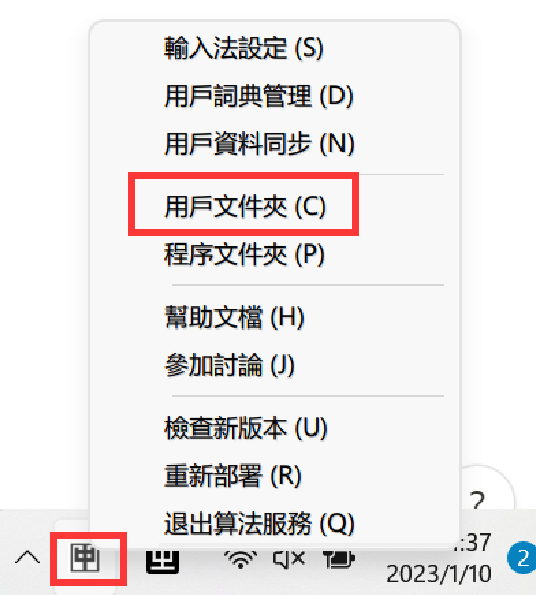 輸入法設定 (S)
用戶詞典管理 (D)
用戶資料同步 (N)
用戶文件夾 (C)
程序文件夾 (P)
幫助文檔 (H)
參加討論 (J)
檢查新版本 (U)
重新部署 (R)
退出算法服務 (Q)
?
中
:37
2023/1/10
2